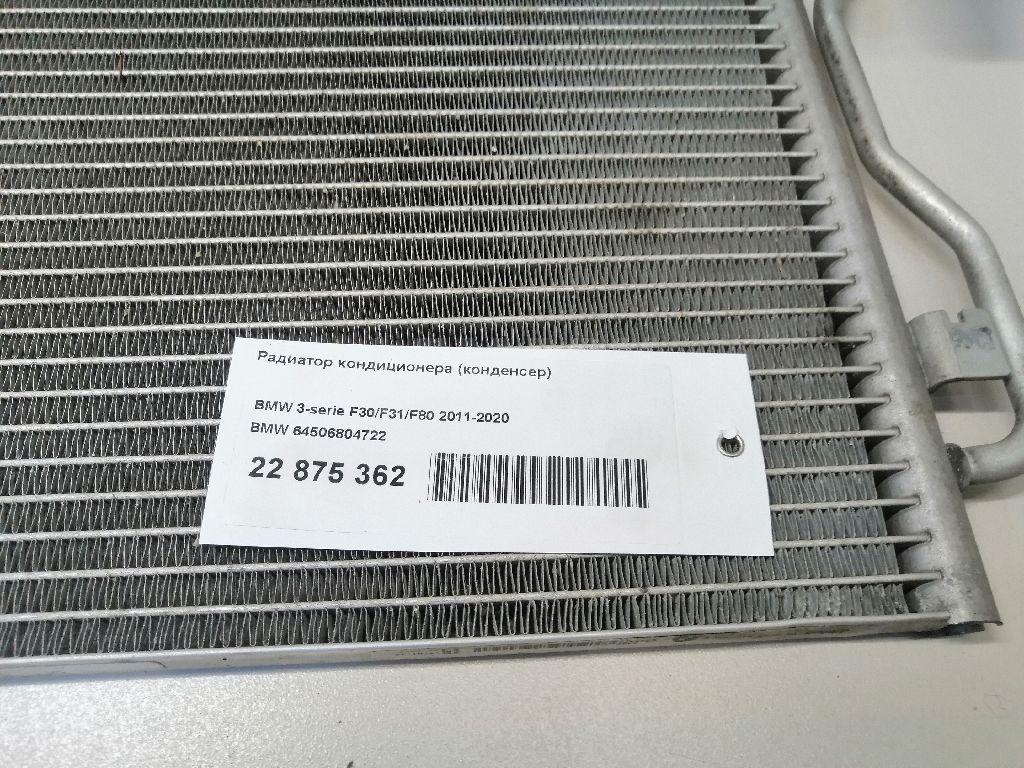 Радиатор кондиционера (конденсер)
BMW 3-serie F30/F31/F80 2011-2020
BMW 64506804722
22 875 362